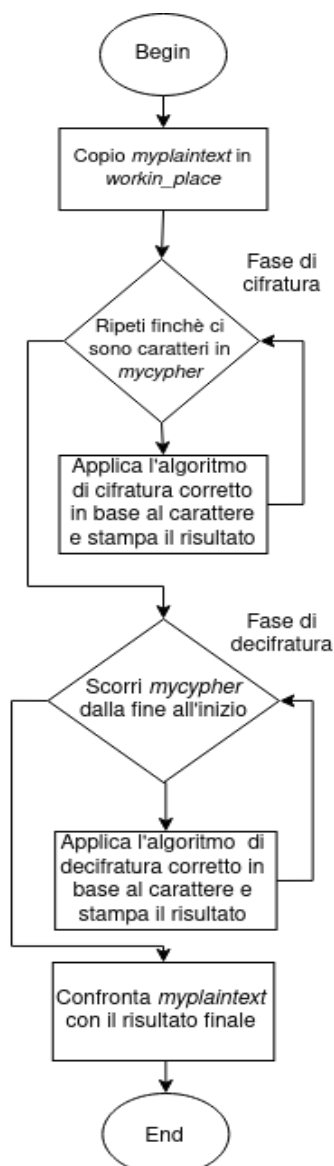 Begin
Copio myplaintext in
workin_place
Fase di
cifratura
Ripeti finchè ci
sono caratteri in
mycypher
Applica l'algoritmo
di cifratura corretto
in base al carattere
e stampa il risultato
Fase di
decifratura
Scorri mycypher
dalla fine all'inizio
Applica l'algoritmo di
decifratura corretto in
base al carattere e
stampa il risultato
Confronta myplaintext
con il risultato finale
End